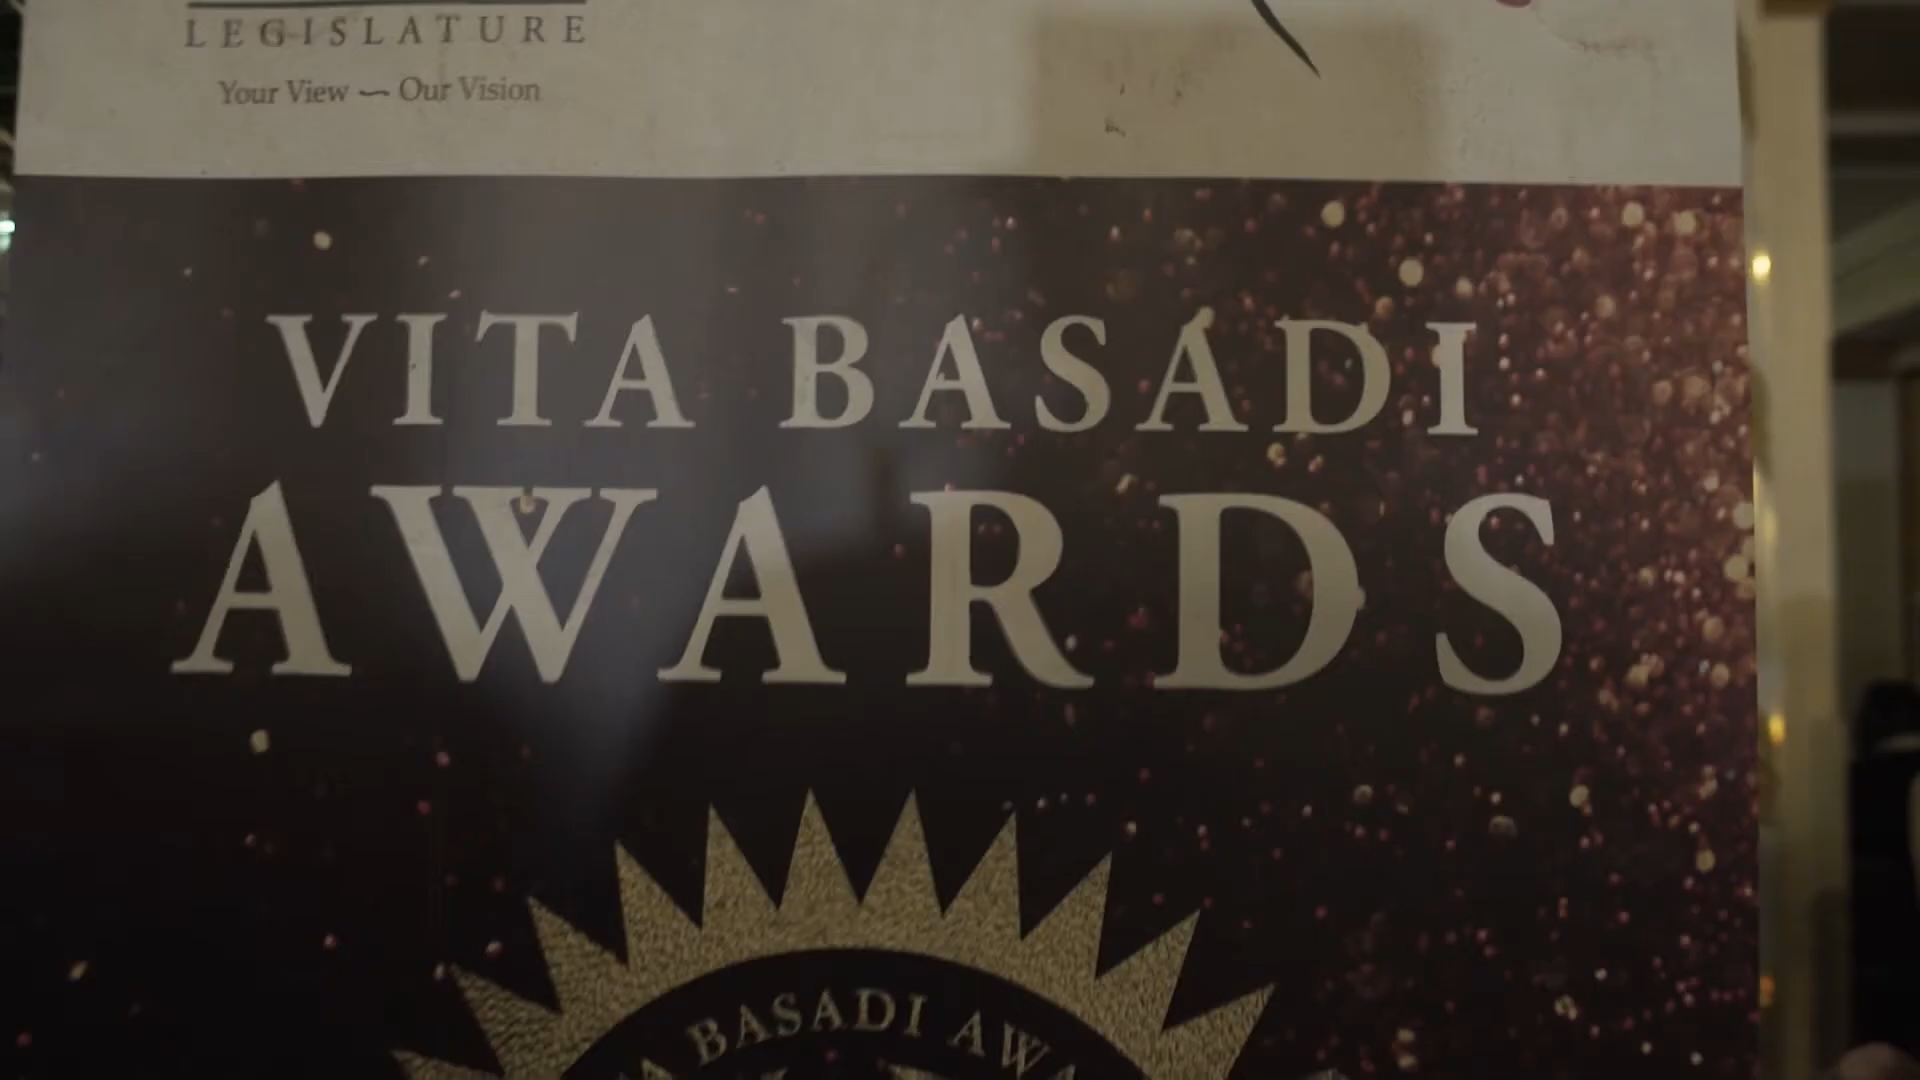 LEGISLATURE
Your View — Our Vision
VITA BASADI
AWARDS
BASADI